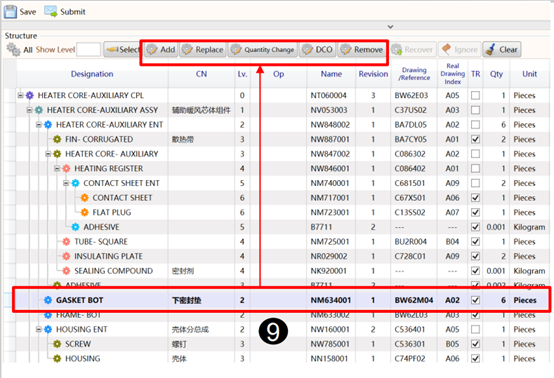 Save Submit
Structure
All Show Level Select Add Replace Quantity Change DCO Remove Recover Ignore Clear
Designation CN Lv. Op Name Revision Drawing /Reference Real Drawing Index TR Qty Unit
HEATER CORE-AUXILIARY CPL 0 NT060004 3 BW62E03 A05 1 Pieces
HEATER CORE-AUXILIARY ASSY 辅助暖风芯体组件 1 NV053003 1 C37US02 A03 1 Pieces
HEATER CORE-AUXILIARY ENT 2 NW848002 1 BA7DL05 A02 6 Pieces
FIN- CORRUGATED 散热带 3 NW887001 1 BA7CY05 A01 2 Pieces
HEATER CORE- AUXILIARY 3 NW847002 1 C086302 A02 1 Pieces
HEATING REGISTER 4 NW846001 1 C086402 A01 1 Pieces
CONTACT SHEET ENT 5 NM740001 1 C681501 A09 2 Pieces
CONTACT SHEET 6 NM717001 1 C67X501 A06 1 Pieces
FLAT PLUG 6 NM723001 1 C13SS02 A07 1 Pieces
ADHESIVE 5 B7711 2 --- --- 0.001 Kilogram
TUBE- SQUARE 4 NM725001 1 BU2R004 B04 1 Pieces
INSULATING PLATE 4 NR029002 1 C728C01 A09 2 Pieces
SEALING COMPOUND 密封剂 4 NK920001 1 --- --- 0.001 Kilogram
ADHESIVE 3 B7711 2 --- --- Kilogram
GASKET BOT 下密封垫 2 NM634001 1 BW62M04 A02 6 Pieces
FRAME- BOT 2 NM633002 1 BW62L03 A03 1 Pieces
HOUSING ENT 壳体分总成 2 NW160001 2 C536401 A05 1 Pieces
SCREW 螺钉 3 NW785001 1 C536301 B05 1 Pieces
HOUSING 壳体 3 NN158001 1 C74PF02 A06 1 Pieces
9